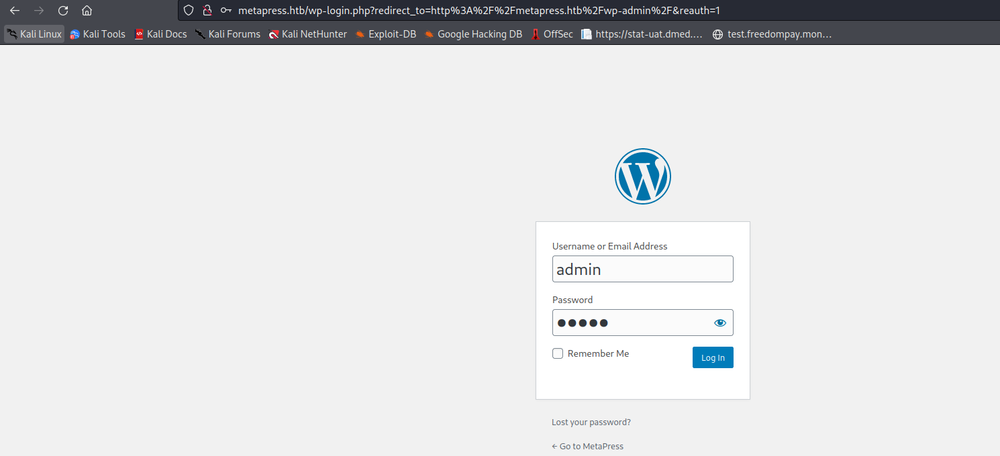 metapress.htb/wp-login.php?redirect_to=http%3A%2F%2Fmetapress.htb%2Fwp-admin%2F&reauth=1
Kali Linux Kali Tools Kali Docs Kali Forums Kali NetHunter Exploit-DB Google Hacking DB OffSec https://stat-uat.dmed.… test.freedompay.mon…
Username or Email Address
admin
Password
●●●●●
Remember Me Log In
Lost your password?
← Go to MetaPress